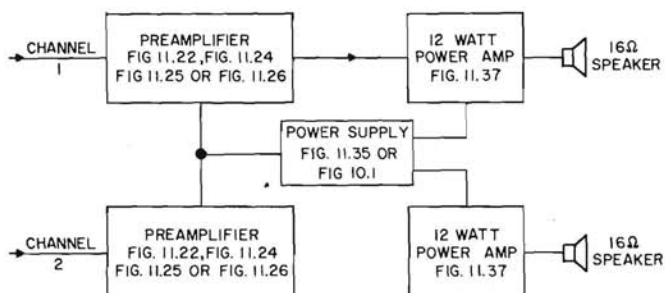 CHANNEL
1
PREAMPLIFIER
FIG 11.22, FIG. 11.24
FIG 11.25 OR FIG. 11.26
12 WATT
POWER AMP
FIG. 11.37
16Ω
SPEAKER
POWER SUPPLY
FIG. 11.35 OR
FIG 10.1
CHANNEL
2
PREAMPLIFIER
FIG. 11.22, FIG. 11.24
FIG. 11.25 OR FIG. 11.26
12 WATT
POWER AMP
FIG. 11.37
16Ω
SPEAKER